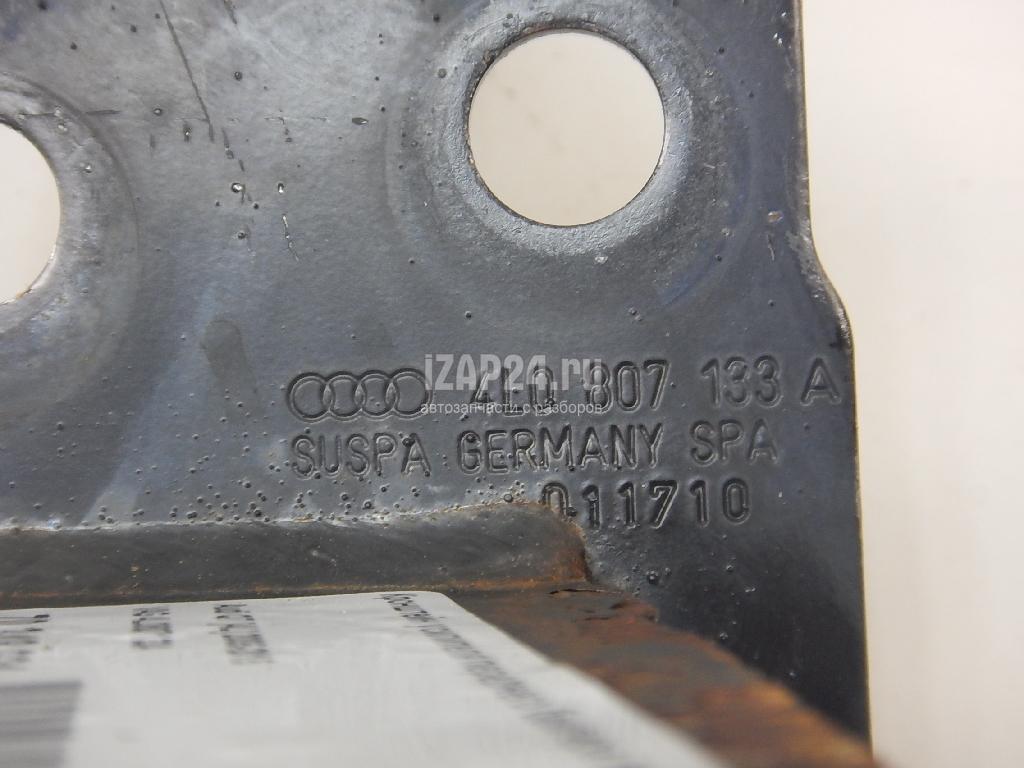 iZAP24.ru
4E0 807 133 A
автозапчасти с разборов
SUSPA GERMANY SPA
011710